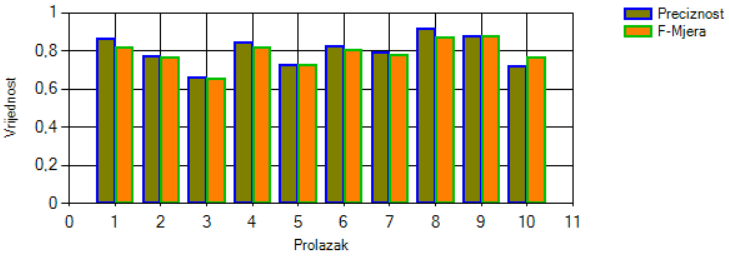 Preciznost
F-Mjera
1
0,8
0,6
0,4
0,2
0
Vrijednost
0 1 2 3 4 5 6 7 8 9 10 11
Prolazak